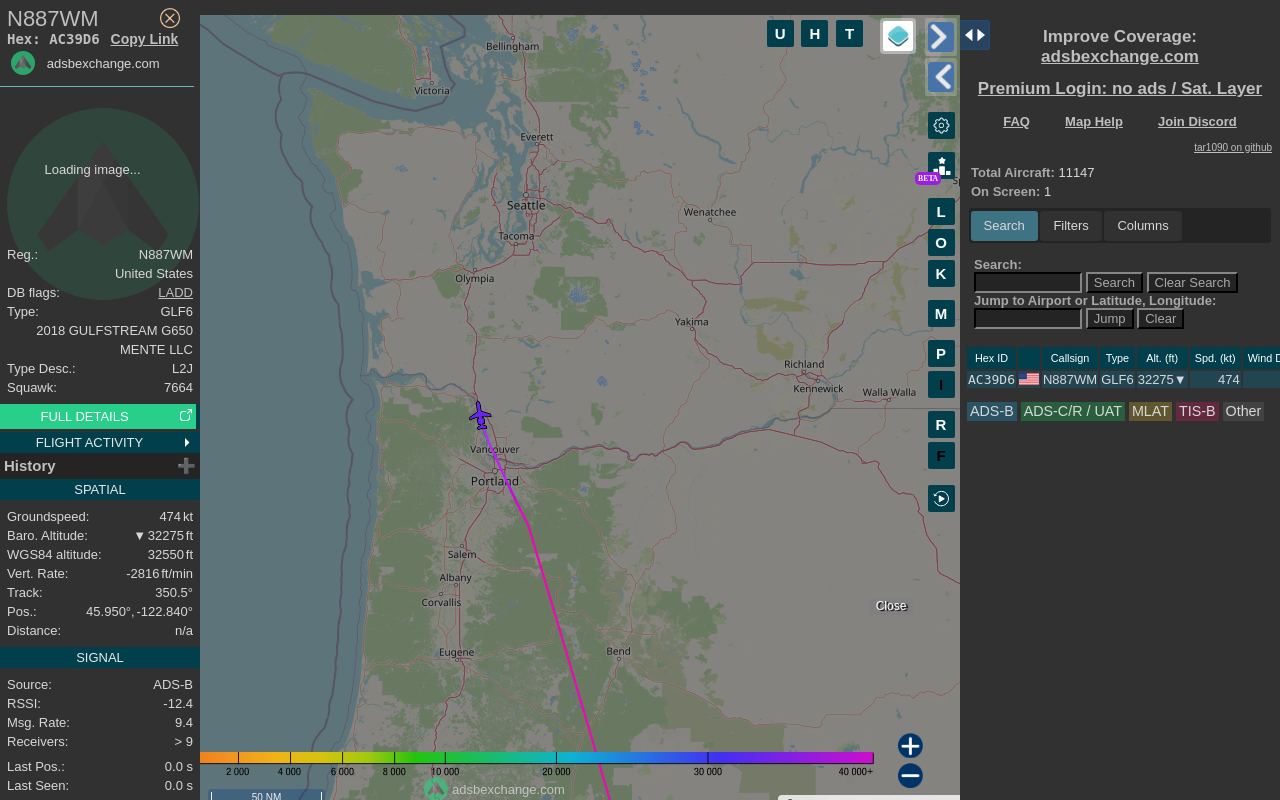 N887WM
Hex: AC39D6 Copy Link
adsbexchange.com
Loading image...
Reg.: N887WM
United States
DB flags: LADD
Type: GLF6
2018 GULFSTREAM G650
MENTE LLC
Type Desc.: L2J
Squawk: 7664
FULL DETAILS
FLIGHT ACTIVITY
History
SPATIAL
Groundspeed: 474 kt
Baro. Altitude: ▼ 32275 ft
WGS84 altitude: 32550 ft
Vert. Rate: -2816 ft/min
Track: 350.5°
Pos.: 45.950°, -122.840°
Distance: n/a
SIGNAL
Source: ADS-B
RSSI: -12.4
Msg. Rate: 9.4
Receivers: > 9
Last Pos.: 0.0 s
Last Seen: 0.0 s
Bellingham
Victoria
Everett
Seattle
Wenatchee
Tacoma
Olympia
Yakima
Richland
Kennewick
Walla Walla
Vancouver
Portland
Salem
Albany
Corvallis
Eugene
Bend
Close
U H T
BETA
L
O
K
M
P
I
R
F
2 000 4 000 6 000 8 000 10 000 20 000 30 000 40 000+
adsbexchange.com
50 NM
Improve Coverage:
adsbexchange.com
Premium Login: no ads / Sat. Layer
FAQ Map Help Join Discord
tar1090 on github
Total Aircraft: 11147
On Screen: 1
Search Filters Columns
Search:
Search Clear Search
Jump to Airport or Latitude, Longitude:
Jump Clear
Hex ID Callsign Type Alt. (ft) Spd. (kt) Wind D
AC39D6 N887WM GLF6 32275▼ 474
ADS-B ADS-C/R / UAT MLAT TIS-B Other